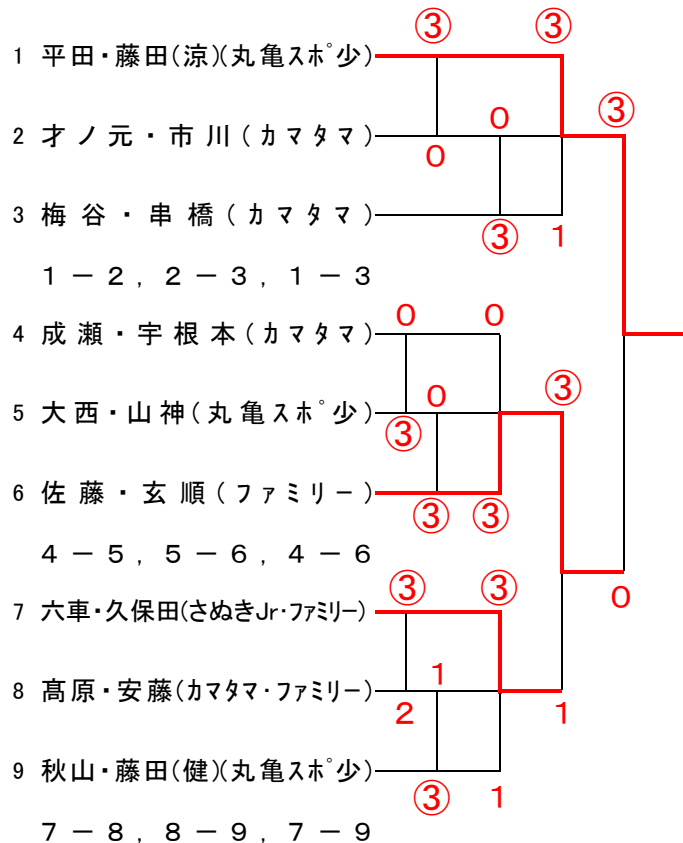 ③ ③
1 平田・藤田(涼)(丸亀スポ少)
③
0
2 才ノ元・市川(カマタマ)
0
3 梅谷・串橋(カマタマ)
③ 1
1－2，2－3，1－3
0 0
4 成瀬・宇根本(カマタマ)
③
0
5 大西・山神(丸亀スポ少)
③
6 佐藤・玄順(ファミリー)
③ ③
4－5，5－6，4－6
③ ③
0
7 六車・久保田(さぬきJr・ファミリー)
1
8 髙原・安藤(カマタマ・ファミリー)
2 1
9 秋山・藤田(健)(丸亀スポ少)
③ 1
7－8，8－9，7－9